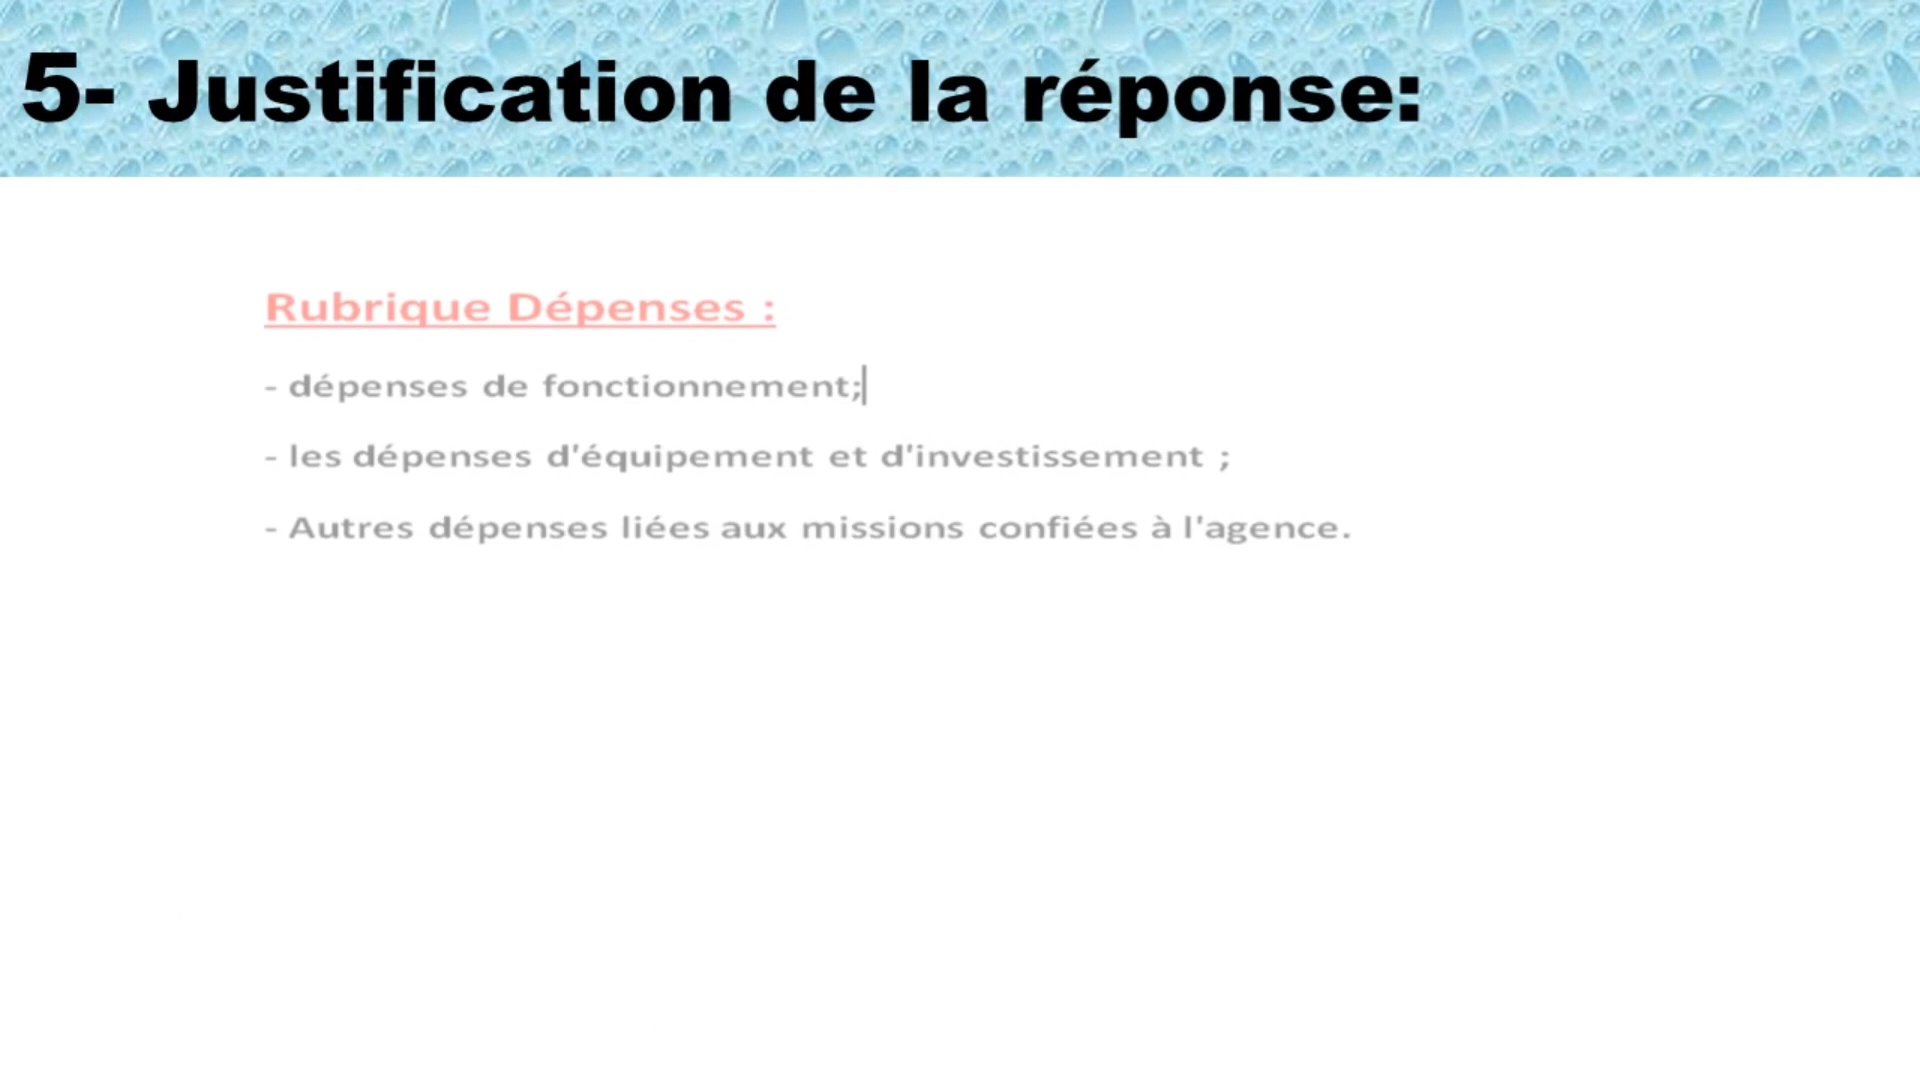 5- Justification de la réponse:
Rubrique Dépenses :
- dépenses de fonctionnement;
- les dépenses d'équipement et d'investissement ;
- Autres dépenses liées aux missions confiées à l'agence.